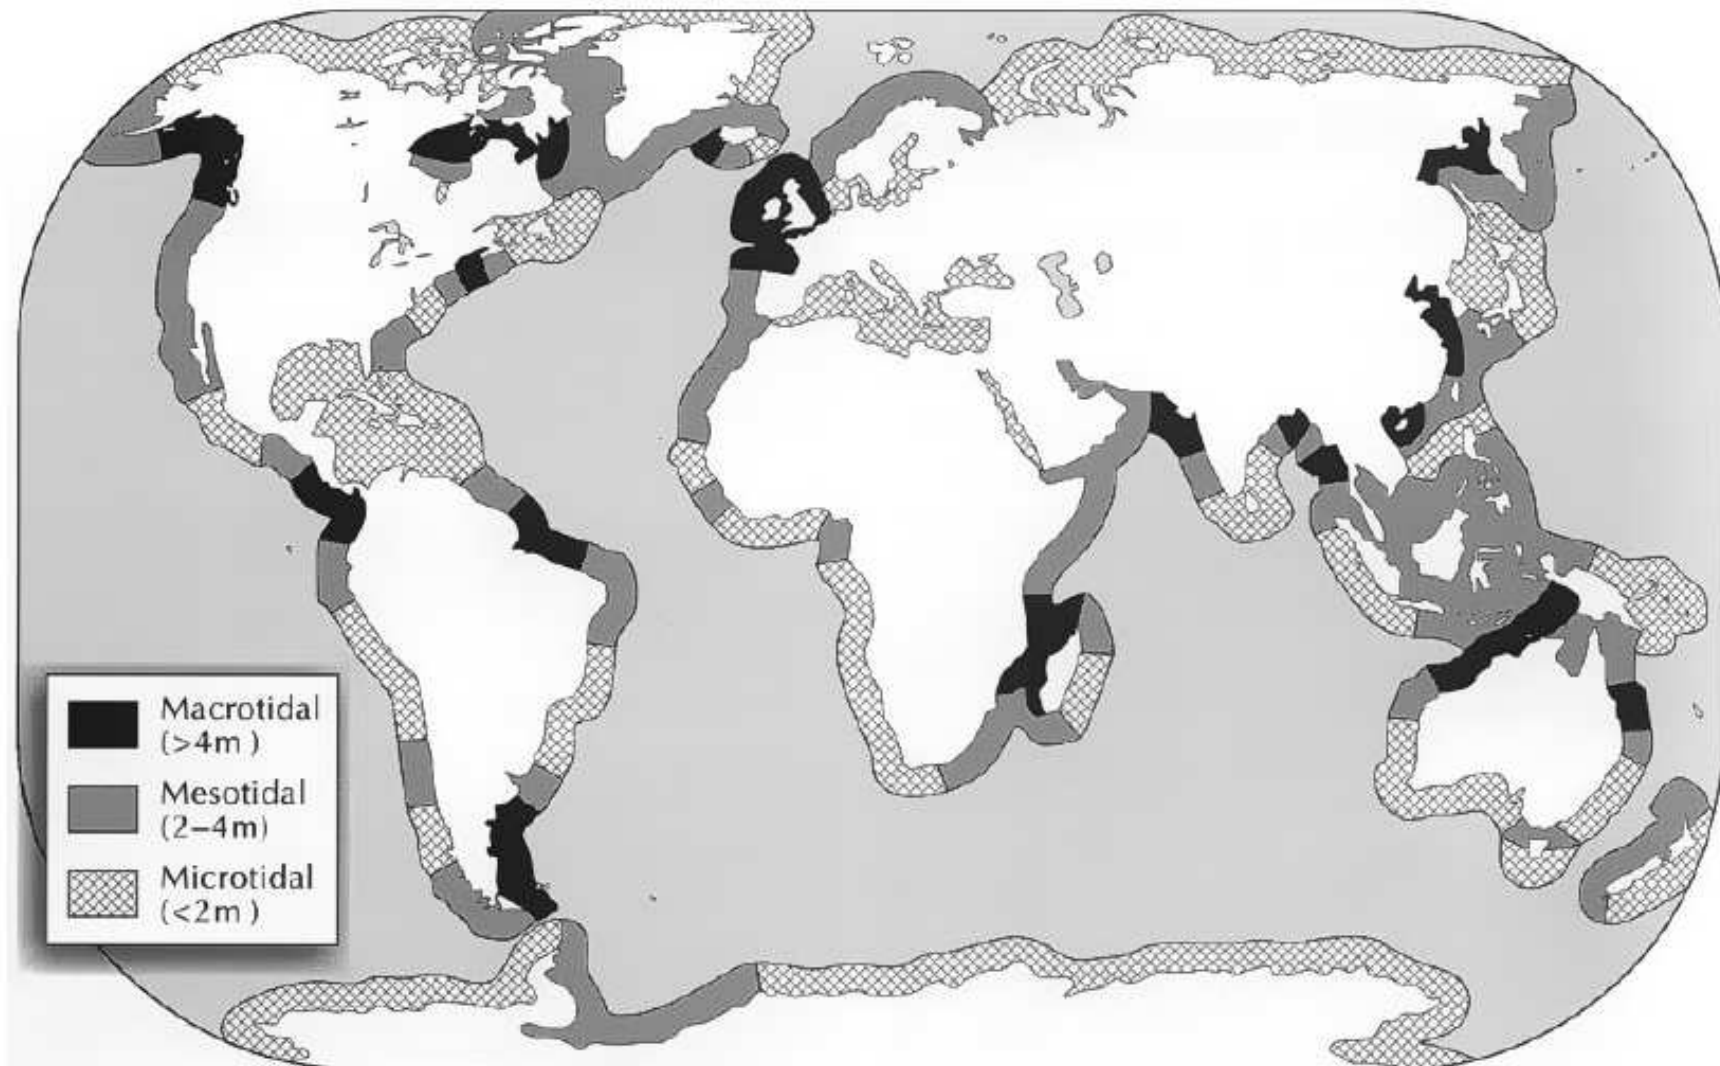 Macrotidal
(>4m)
Mesotidal
(2–4m)
Microtidal
(<2m)